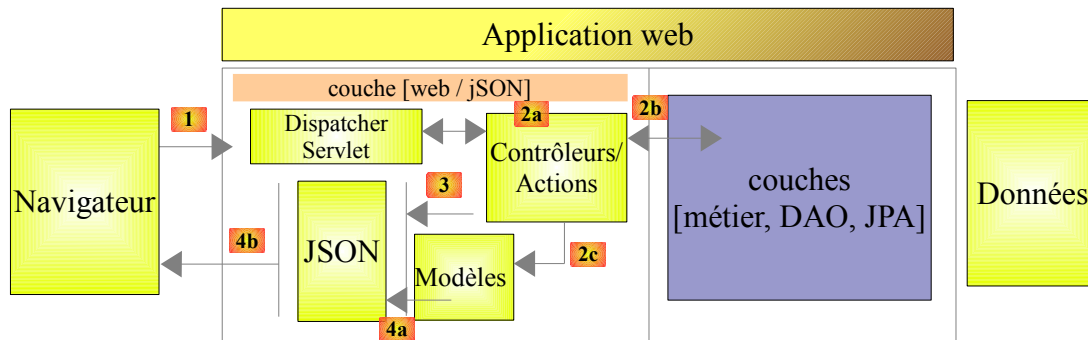 Application web
couche [web / jSON]
1
2a
2b
Dispatcher
Servlet
Contrôleurs/
Actions
Navigateur
couches
[métier, DAO, JPA]
Données
3
4b
JSON
2c
Modèles
4a